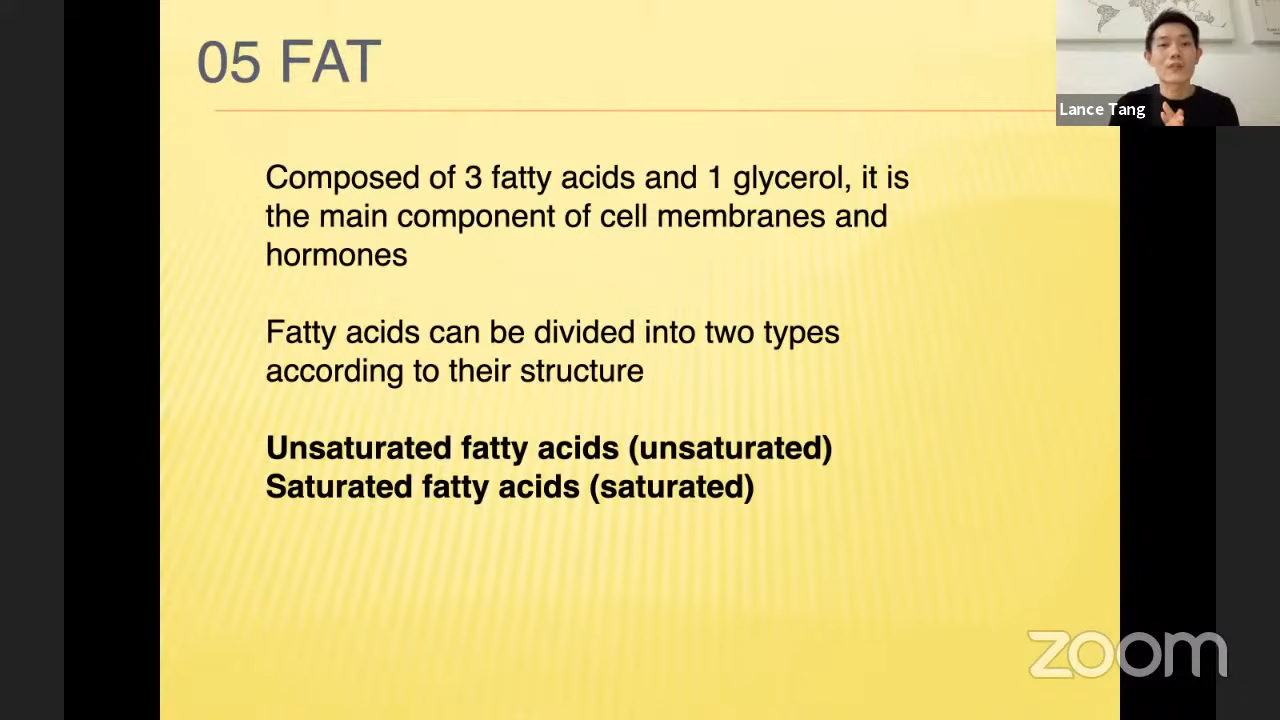 05 FAT
Lance Tang
Composed of 3 fatty acids and 1 glycerol, it is
the main component of cell membranes and
hormones
Fatty acids can be divided into two types
according to their structure
Unsaturated fatty acids (unsaturated)
Saturated fatty acids (saturated)
zoom